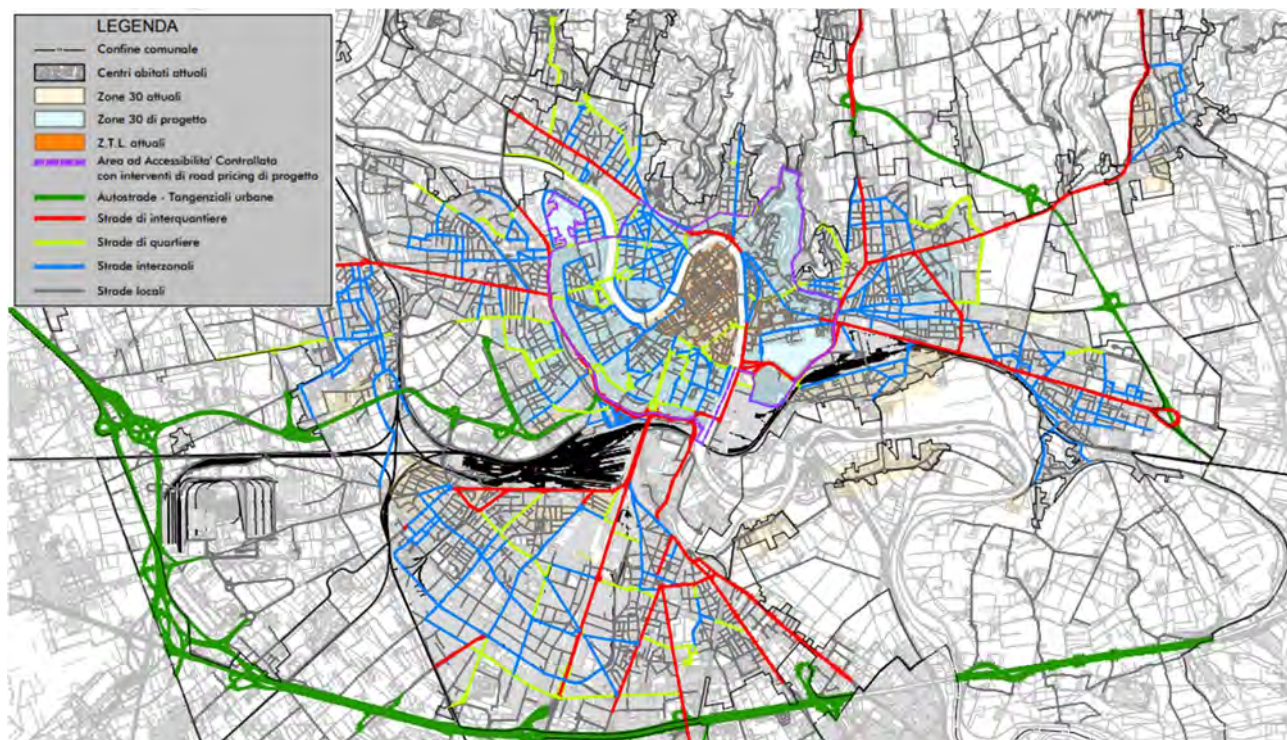 LEGENDA
Confine comunale
Centri abitati attuali
Zone 30 attuali
Zone 30 di progetto
Z.T.L. attuali
Area ad Accessibilita' Controllata
con interventi di road pricing di progetto
Autostrade - Tangenziali urbane
Strade di interquartiere
Strade di quartiere
Strade interzonali
Strade locali